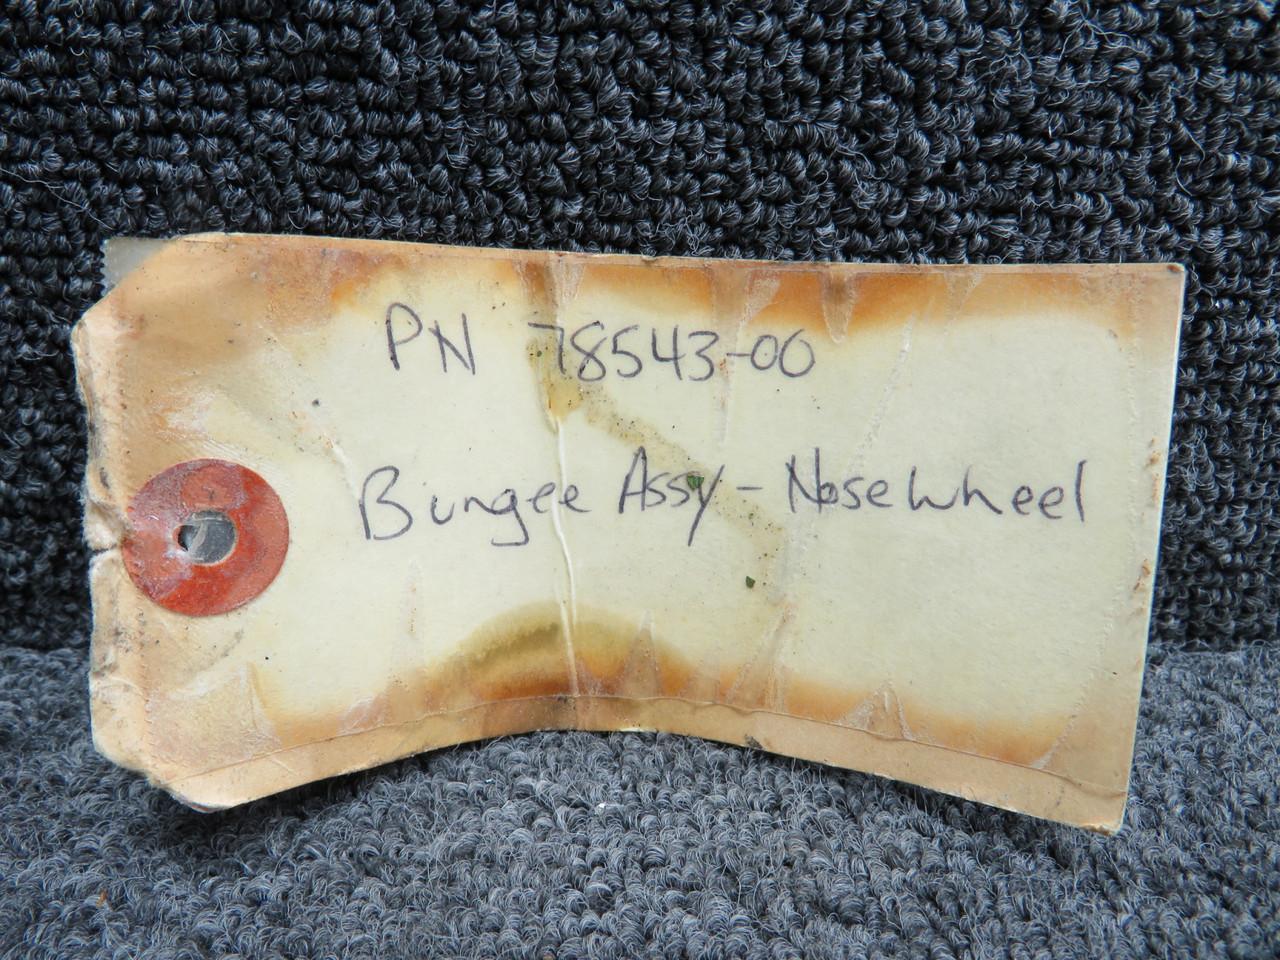 PN 78543-00
Bungee Assy - Nosewheel